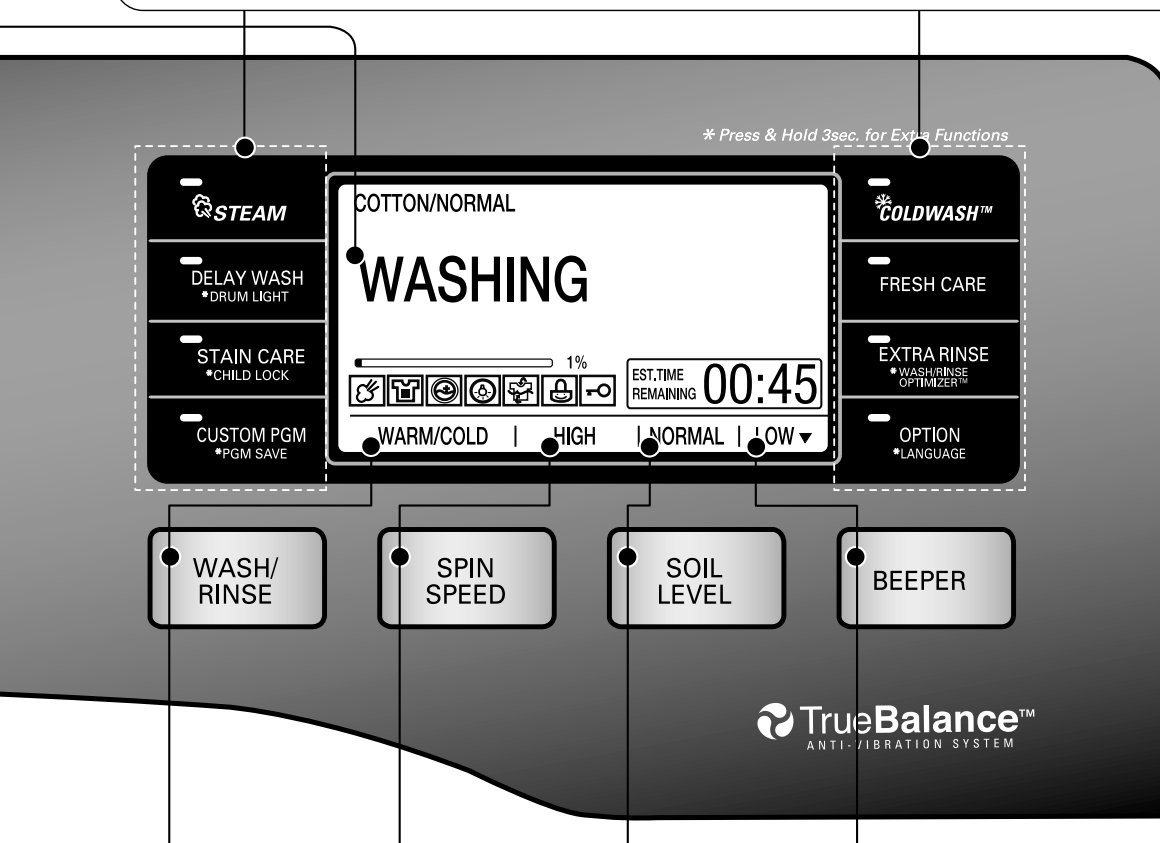 * Press & Hold 3sec. for Extra Functions
STEAM
DELAY WASH
*DRUM LIGHT
STAIN CARE
*CHILD LOCK
CUSTOM PGM
*PGM SAVE
COTTON/NORMAL
WASHING
1%
EST.TIME
REMAINING 00:45
WARM/COLD | HIGH | NORMAL | LOW ▼
COLDWASH™
FRESH CARE
EXTRA RINSE
*WASH/RINSE
OPTIMIZER™
OPTION
*LANGUAGE
WASH/
RINSE
SPIN
SPEED
SOIL
LEVEL
BEEPER
TrueBalance™
ANTI-VIBRATION SYSTEM